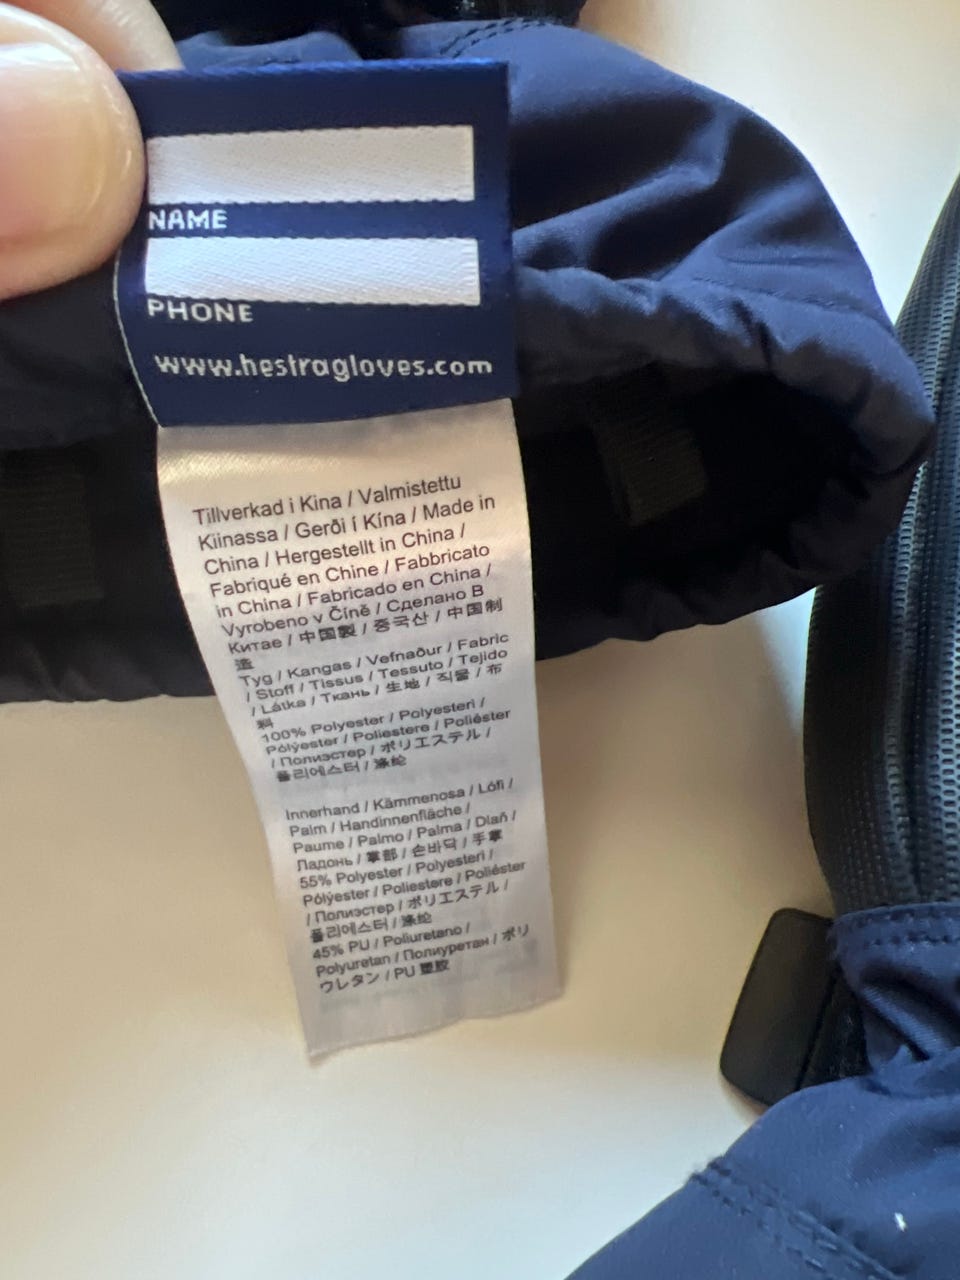 NAME
PHONE
www.hestragloves.com
Tillverkad i Kina / Valmistettu
Kiinassa / Gerði í Kína / Made in
China / Hergestellt in China /
Fabriqué en Chine / Fabbricato
in China / Fabricado en China /
Vyrobeno v Číně / Сделано В
Китае / 中国製 / 중국산 / 中国制
造
Tyg / Kangas / Vefnaður / Fabric
/ Stoff / Tissus / Tessuto / Tejido
/ Látka / Ткань / 生地 / 직물 / 布
料
100% Polyester / Polyesteri /
Pólýester / Poliestere / Poliéster
/ Полиэстер / ポリエステル /
폴리에스터 / 涤纶
Innerhand / Kämmenosa / Lófi /
Palm / Handinnenfläche /
Paume / Palmo / Palma / Dlaň /
Ладонь / 掌部 / 손바닥 / 手掌
55% Polyester / Polyesteri /
Pólýester / Poliestere / Poliéster
/ Полиэстер / ポリエステル /
폴리에스터 / 涤纶
45% PU / Poliuretano /
Polyuretan / Полиуретан / ポリ
ウレタン / PU 塑胶